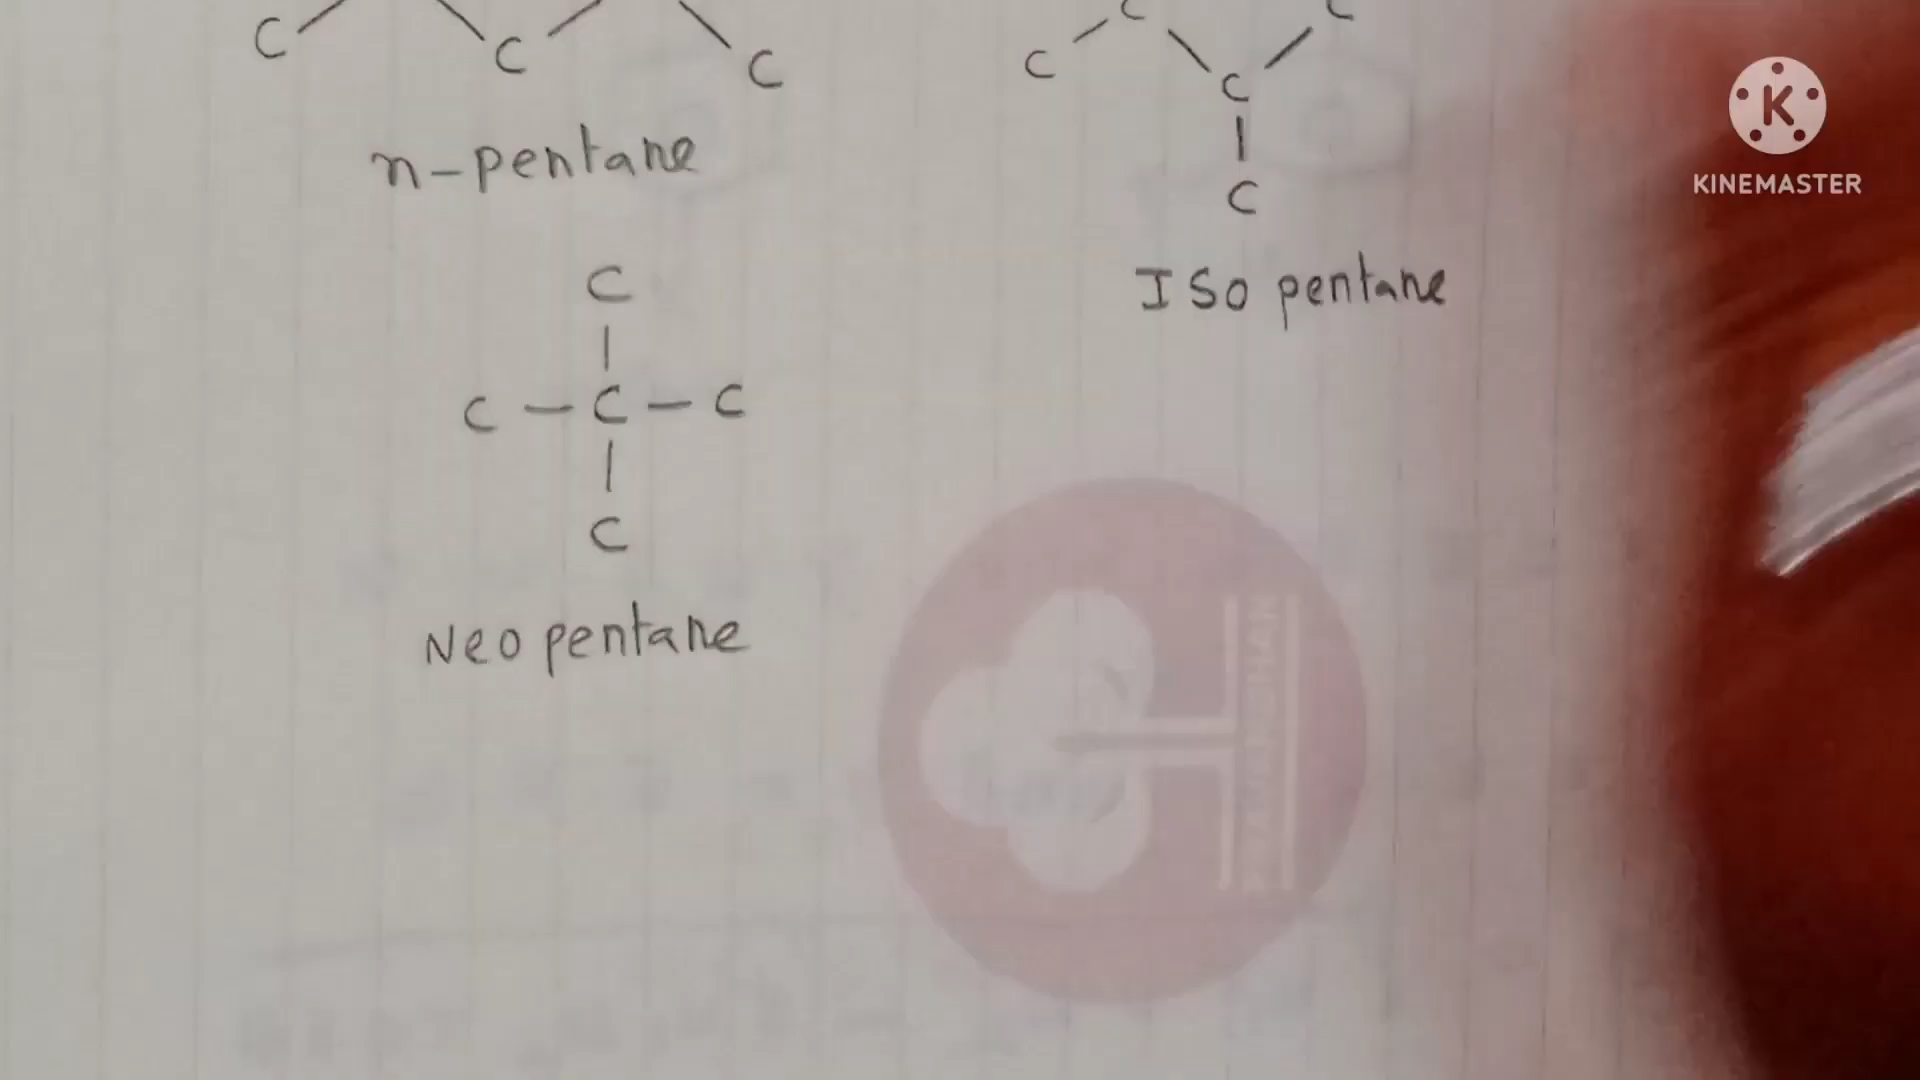 C C C
n-pentane
C C C
C
C
Iso pentane
C
C - C - C
C
Neo pentane
KINEMASTER